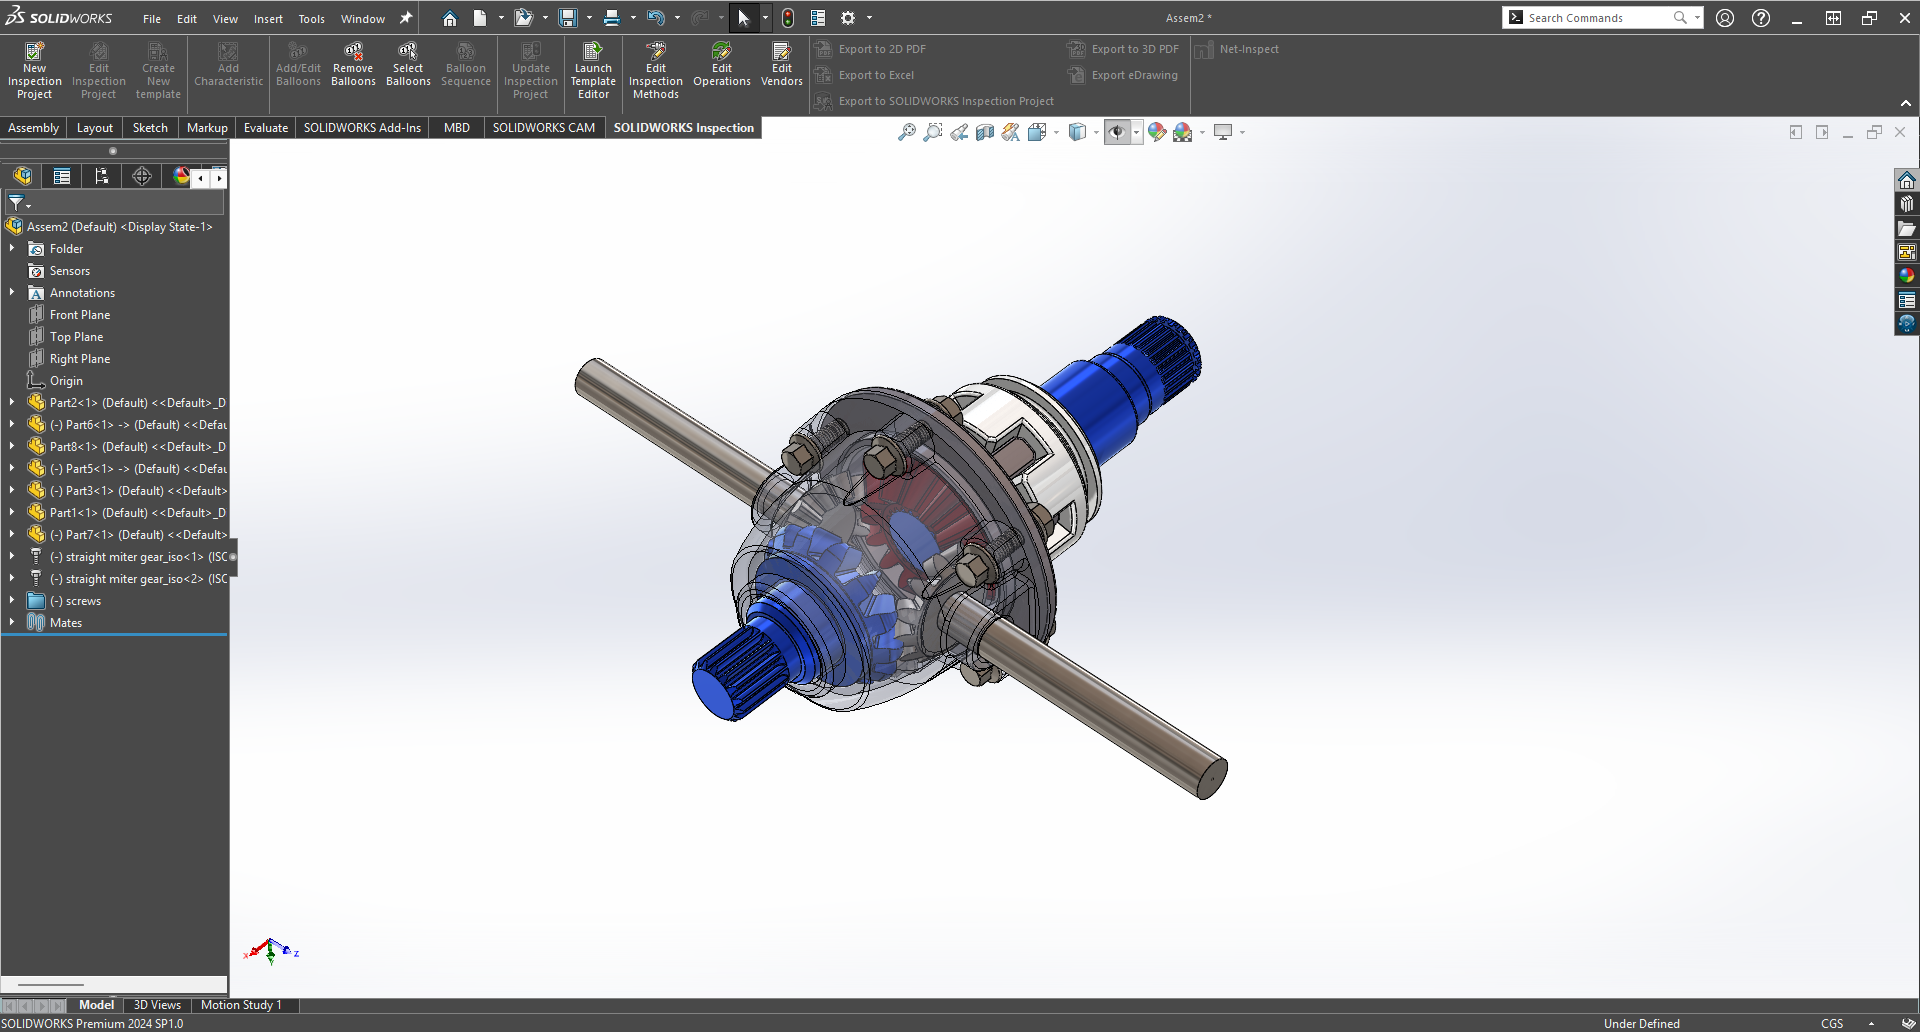 SOLIDWORKS File Edit View Insert Tools Window Assem2 * Search Commands
New Inspection Project
Edit Inspection Project
Create New template
Add Characteristic
Add/Edit Balloons
Remove Balloons
Select Balloons
Balloon Sequence
Update Inspection Project
Launch Template Editor
Edit Inspection Methods
Edit Operations
Edit Vendors
Export to 2D PDF
Export to Excel
Export to SOLIDWORKS Inspection Project
Export to 3D PDF
Export eDrawing
Net-Inspect
Assembly Layout Sketch Markup Evaluate SOLIDWORKS Add-Ins MBD SOLIDWORKS CAM SOLIDWORKS Inspection
Assem2 (Default) <Display State-1>
Folder
Sensors
Annotations
Front Plane
Top Plane
Right Plane
Origin
Part2<1> (Default) <<Default>_D
(-) Part6<1> -> (Default) <<Defau
Part8<1> (Default) <<Default>_D
(-) Part5<1> -> (Default) <<Defau
(-) Part3<1> (Default) <<Default>
Part1<1> (Default) <<Default>_D
(-) Part7<1> (Default) <<Default>
(-) straight miter gear_iso<1> (ISO
(-) straight miter gear_iso<2> (ISO
(-) screws
Mates
X Y Z
Model 3D Views Motion Study 1
SOLIDWORKS Premium 2024 SP1.0 Under Defined CGS